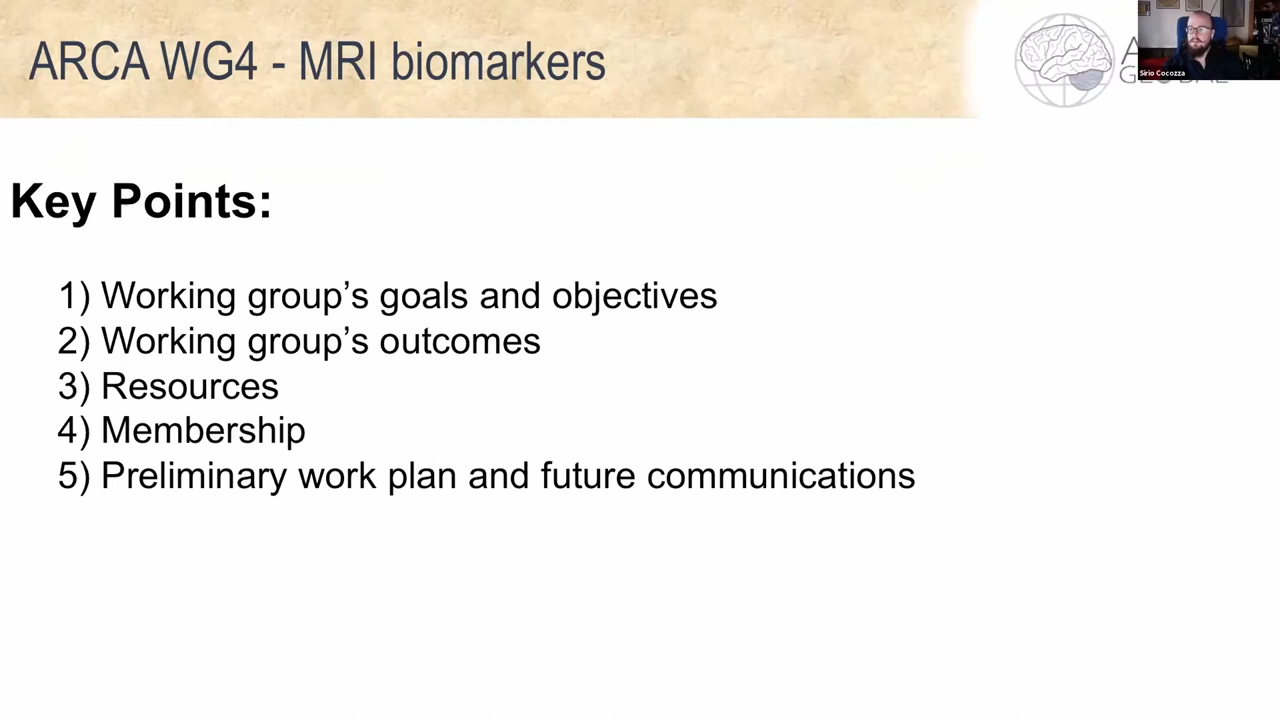 ARCA WG4 - MRI biomarkers
Sirio Cocozza
Key Points:
1) Working group’s goals and objectives
2) Working group’s outcomes
3) Resources
4) Membership
5) Preliminary work plan and future communications